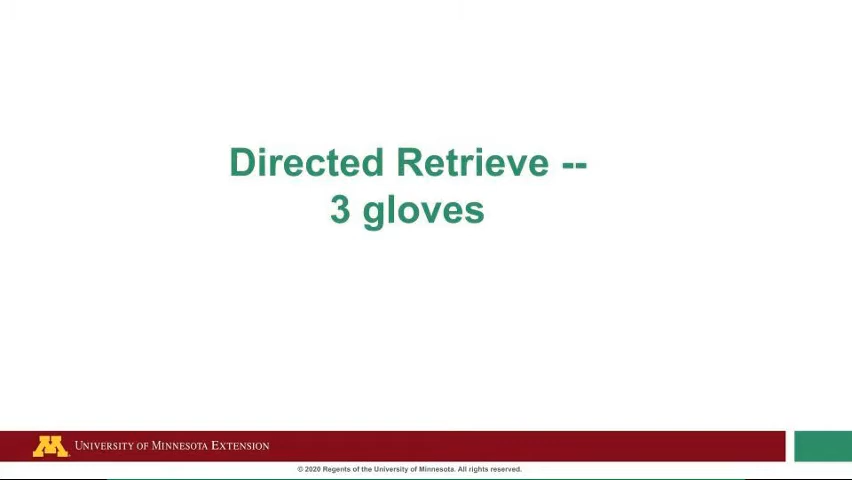 Directed Retrieve --
3 gloves
UNIVERSITY OF MINNESOTA EXTENSION
© 2020 Regents of the University of Minnesota. All rights reserved.